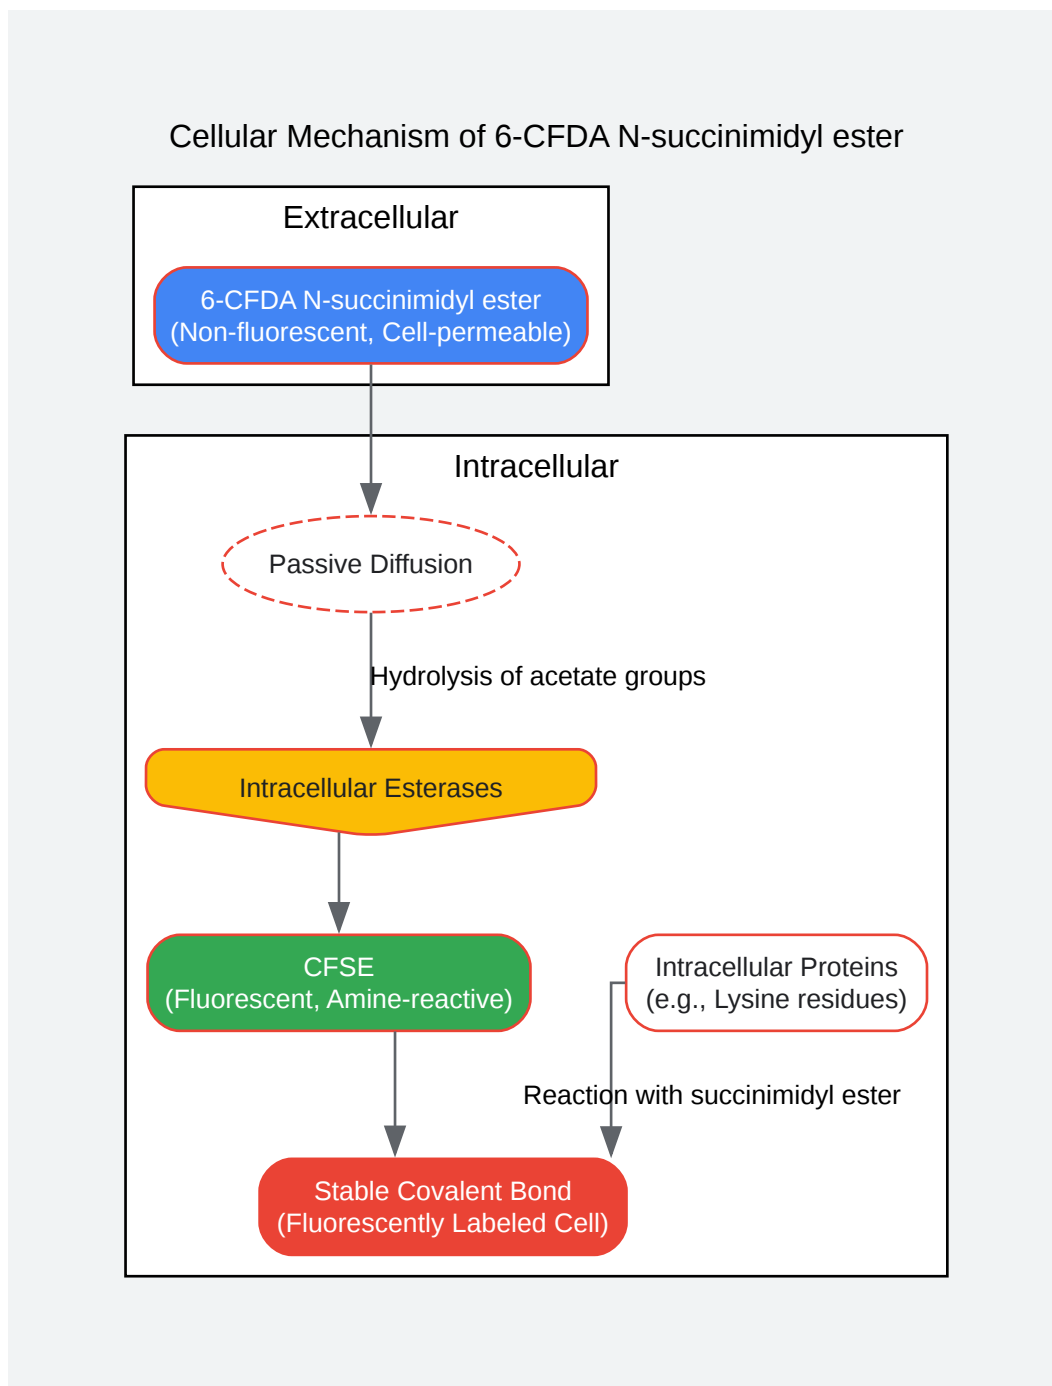 Cellular Mechanism of 6-CFDA N-succinimidyl ester
Extracellular
6-CFDA N-succinimidyl ester
(Non-fluorescent, Cell-permeable)
Intracellular
Passive Diffusion
Hydrolysis of acetate groups
Intracellular Esterases
CFSE
(Fluorescent, Amine-reactive)
Intracellular Proteins
(e.g., Lysine residues)
Reaction with succinimidyl ester
Stable Covalent Bond
(Fluorescently Labeled Cell)